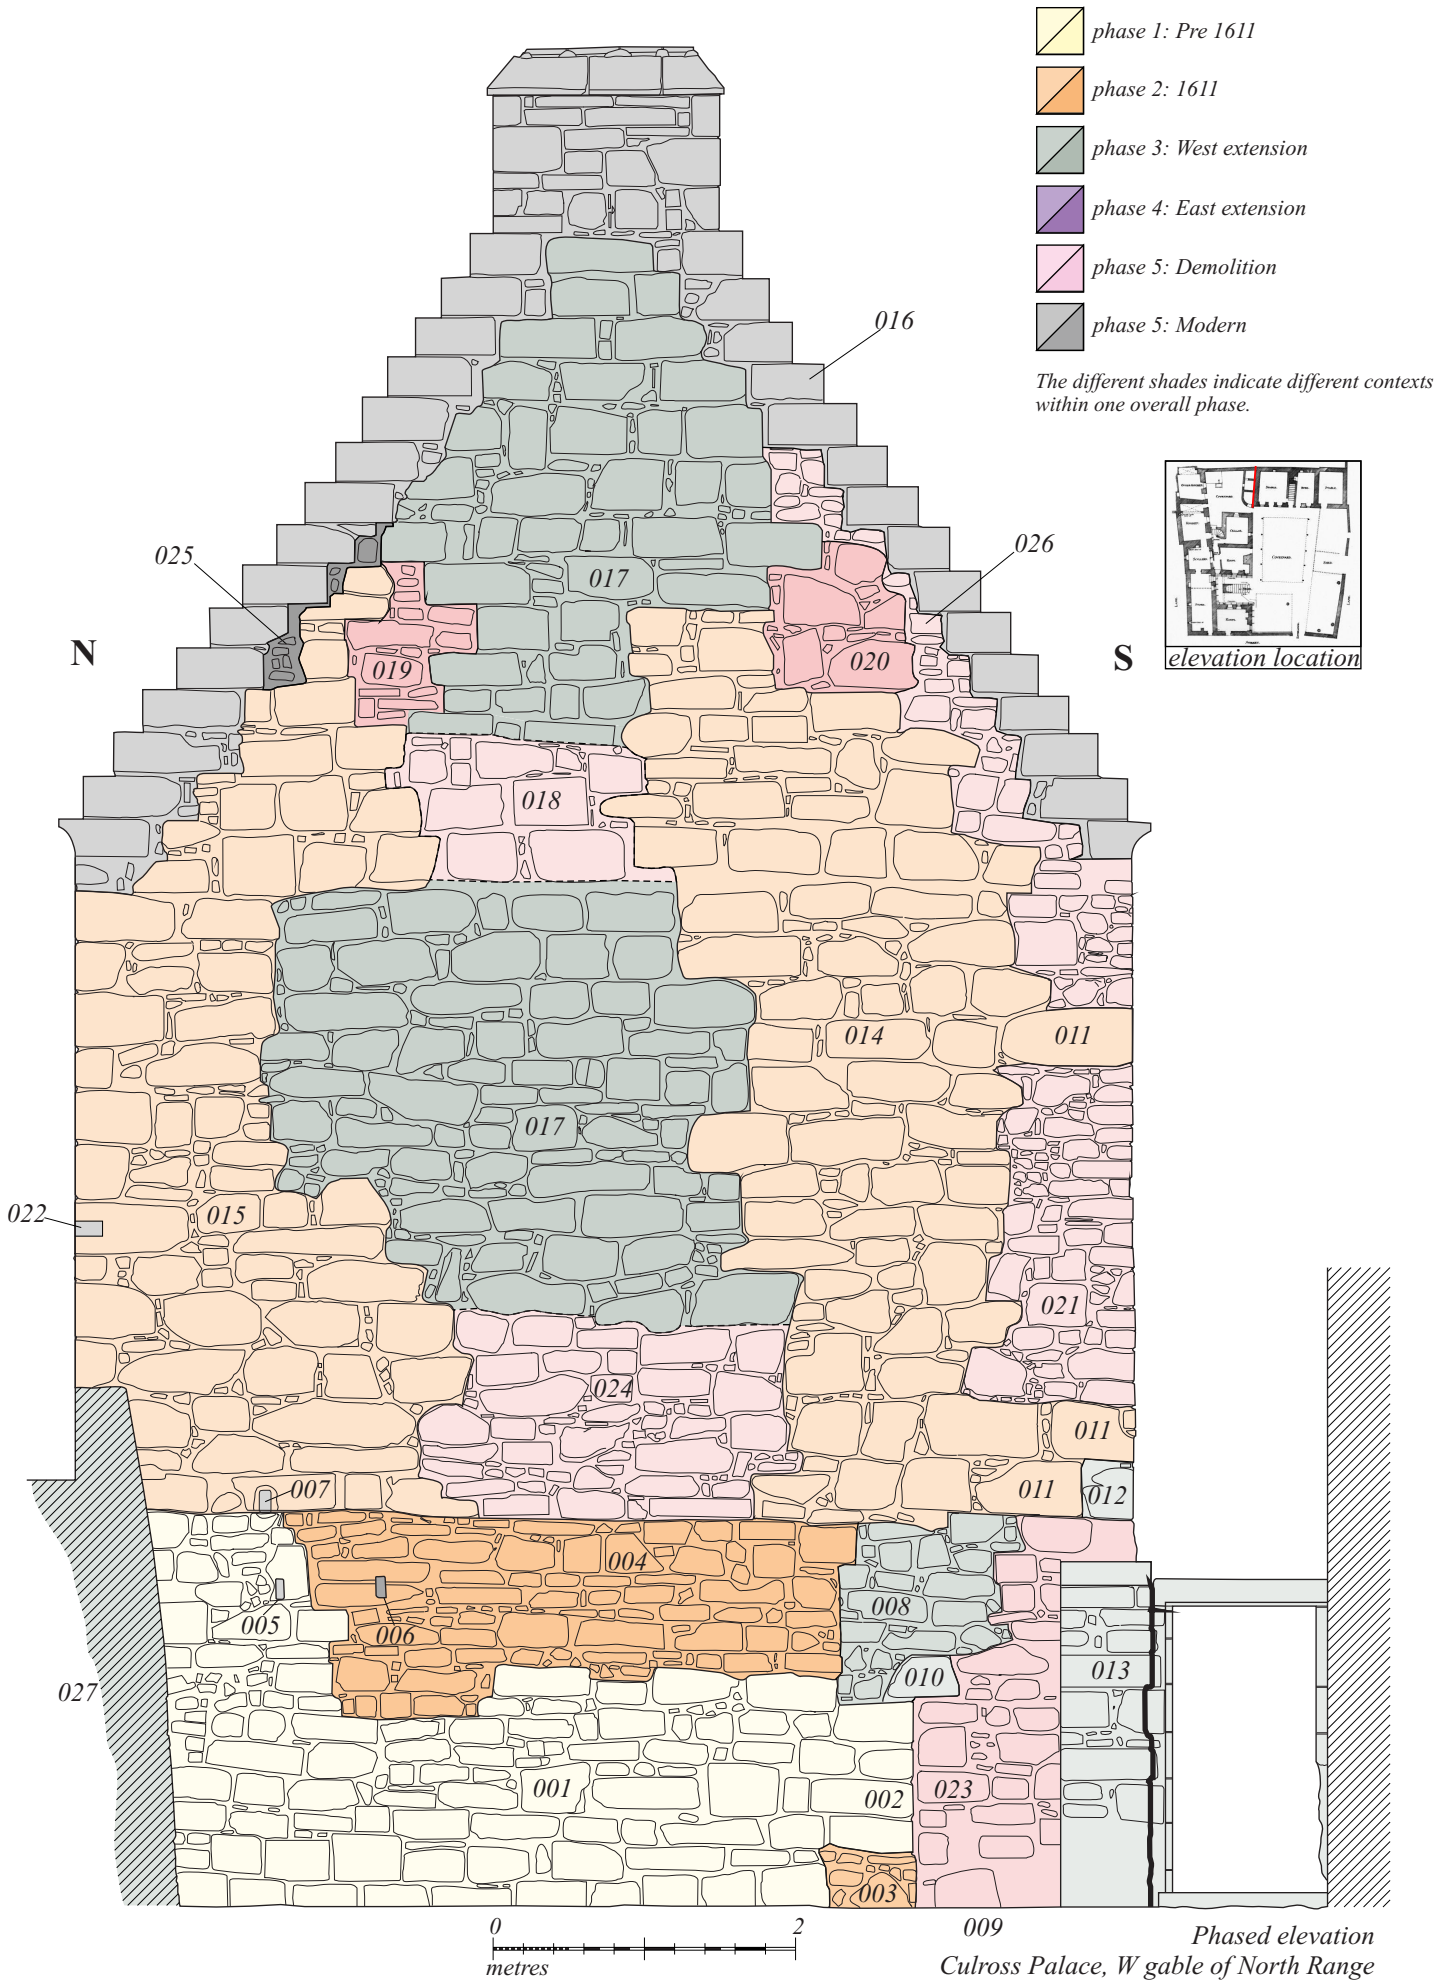 phase 1: Pre 1611
phase 2: 1611
phase 3: West extension
phase 4: East extension
phase 5: Demolition
phase 5: Modern
The different shades indicate different contexts
within one overall phase.
016
025
026
017
N
S
019
020
elevation location
018
014
011
017
022
015
021
024
011
007
011
012
004
008
005
006
010
013
027
001
002
023
003
0
2
009
metres
Phased elevation
Culross Palace, W gable of North Range